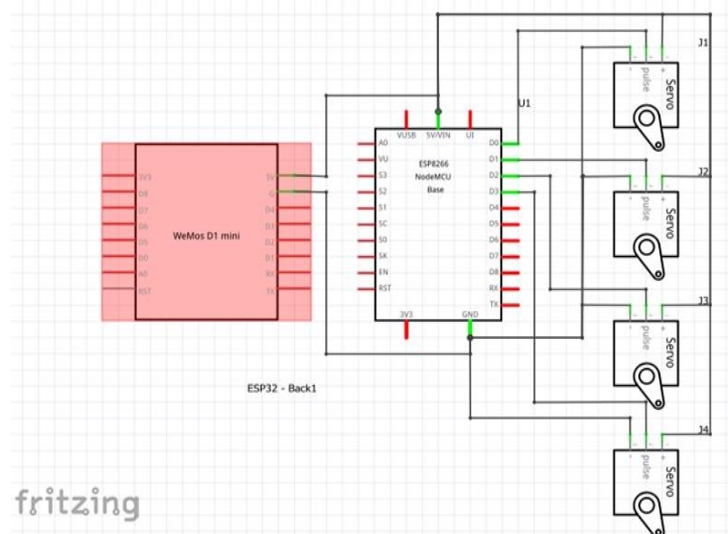 J1
Servo
pulse
-
+
U1
VUSB
5V/VIN
UI
A0
VU
S3
S2
S1
SC
S0
SK
EN
RST
ESP8266
NodeMCU
Base
D0
D1
D2
D3
D4
D5
D6
D7
D8
RX
TX
3V3
GND
J2
Servo
pulse
-
+
3V3
D8
D7
D6
D5
D0
A0
RST
WeMos D1 mini
5V
G
D4
D3
D2
D1
RX
TX
J3
Servo
pulse
-
+
ESP32 - Back1
J4
Servo
pulse
-
+
fritzing